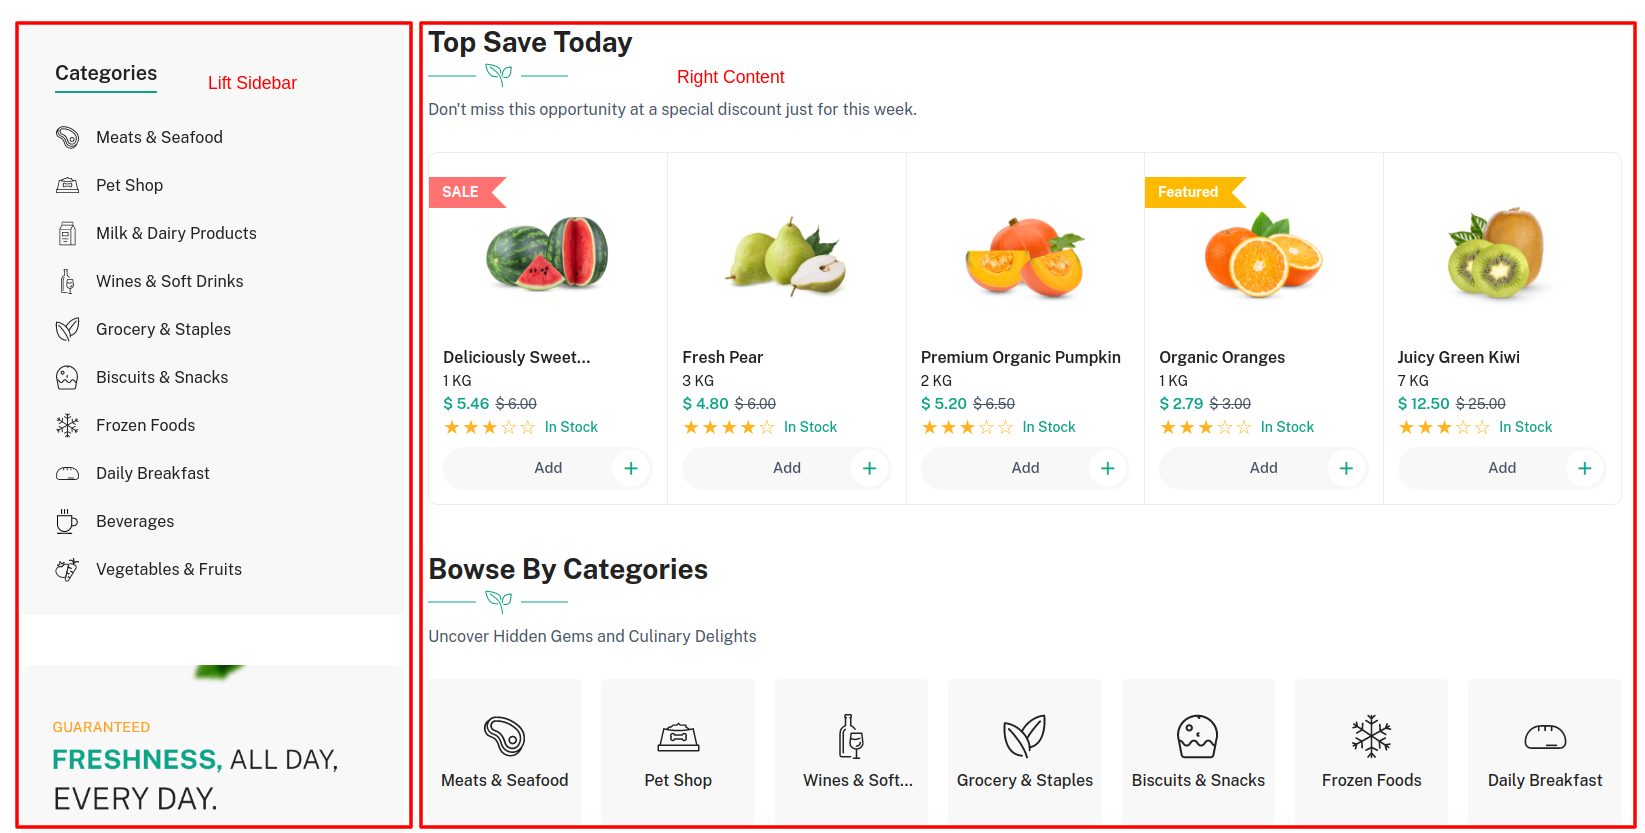 Categories
Lift Sidebar
Meats & Seafood
Pet Shop
Milk & Dairy Products
Wines & Soft Drinks
Grocery & Staples
Biscuits & Snacks
Frozen Foods
Daily Breakfast
Beverages
Vegetables & Fruits
GUARANTEED
FRESHNESS, ALL DAY,
EVERY DAY.
Top Save Today
Right Content
Don't miss this opportunity at a special discount just for this week.
SALE
Deliciously Sweet...
1 KG
$ 5.46 $ 6.00
In Stock
Add +
Fresh Pear
3 KG
$ 4.80 $ 6.00
In Stock
Add +
Premium Organic Pumpkin
2 KG
$ 5.20 $ 6.50
In Stock
Add +
Featured
Organic Oranges
1 KG
$ 2.79 $ 3.00
In Stock
Add +
Juicy Green Kiwi
7 KG
$ 12.50 $ 25.00
In Stock
Add +
Bowse By Categories
Uncover Hidden Gems and Culinary Delights
Meats & Seafood
Pet Shop
Wines & Soft...
Grocery & Staples
Biscuits & Snacks
Frozen Foods
Daily Breakfast